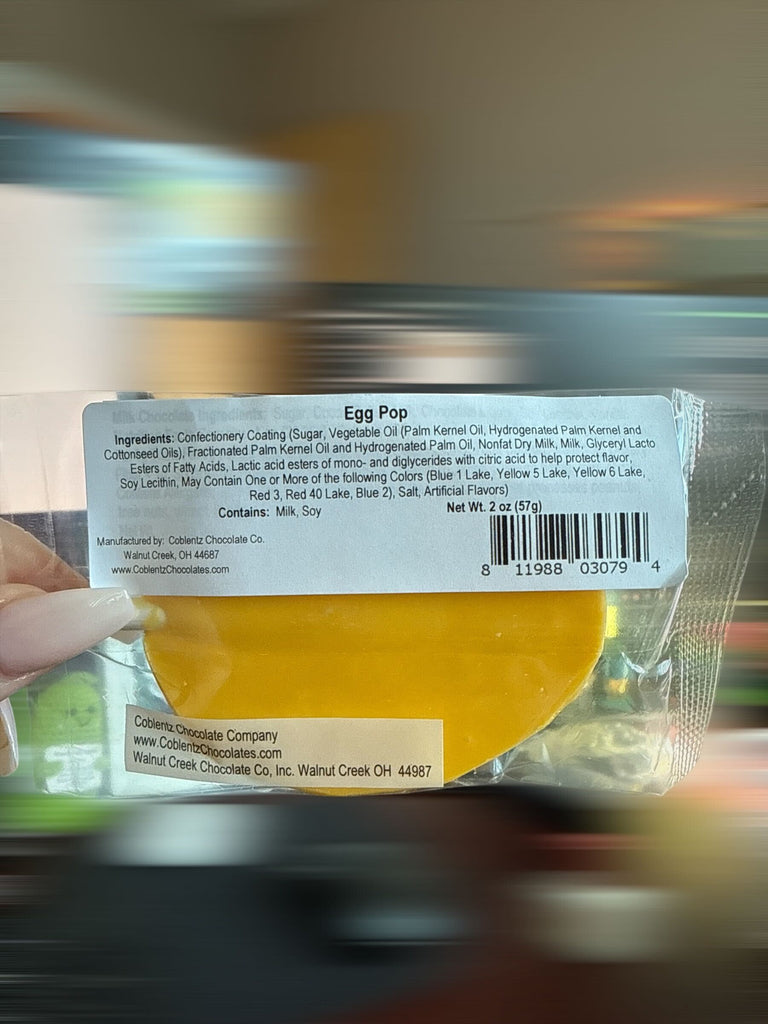 Egg Pop
Ingredients: Confectionery Coating (Sugar, Vegetable Oil (Palm Kernel Oil, Hydrogenated Palm Kernel and
Cottonseed Oils), Fractionated Palm Kernel Oil and Hydrogenated Palm Oil, Nonfat Dry Milk, Milk, Glyceryl Lacto
Esters of Fatty Acids, Lactic acid esters of mono- and diglycerides with citric acid to help protect flavor,
Soy Lecithin, May Contain One or More of the following Colors (Blue 1 Lake, Yellow 5 Lake, Yellow 6 Lake,
Red 3, Red 40 Lake, Blue 2), Salt, Artificial Flavors)
Contains: Milk, Soy Net Wt. 2 oz (57g)
Manufactured by: Coblentz Chocolate Co.
Walnut Creek, OH 44687
www.CoblentzChocolates.com
8 11988 03079 4
Coblentz Chocolate Company
www.CoblentzChocolates.com
Walnut Creek Chocolate Co, Inc. Walnut Creek OH 44987